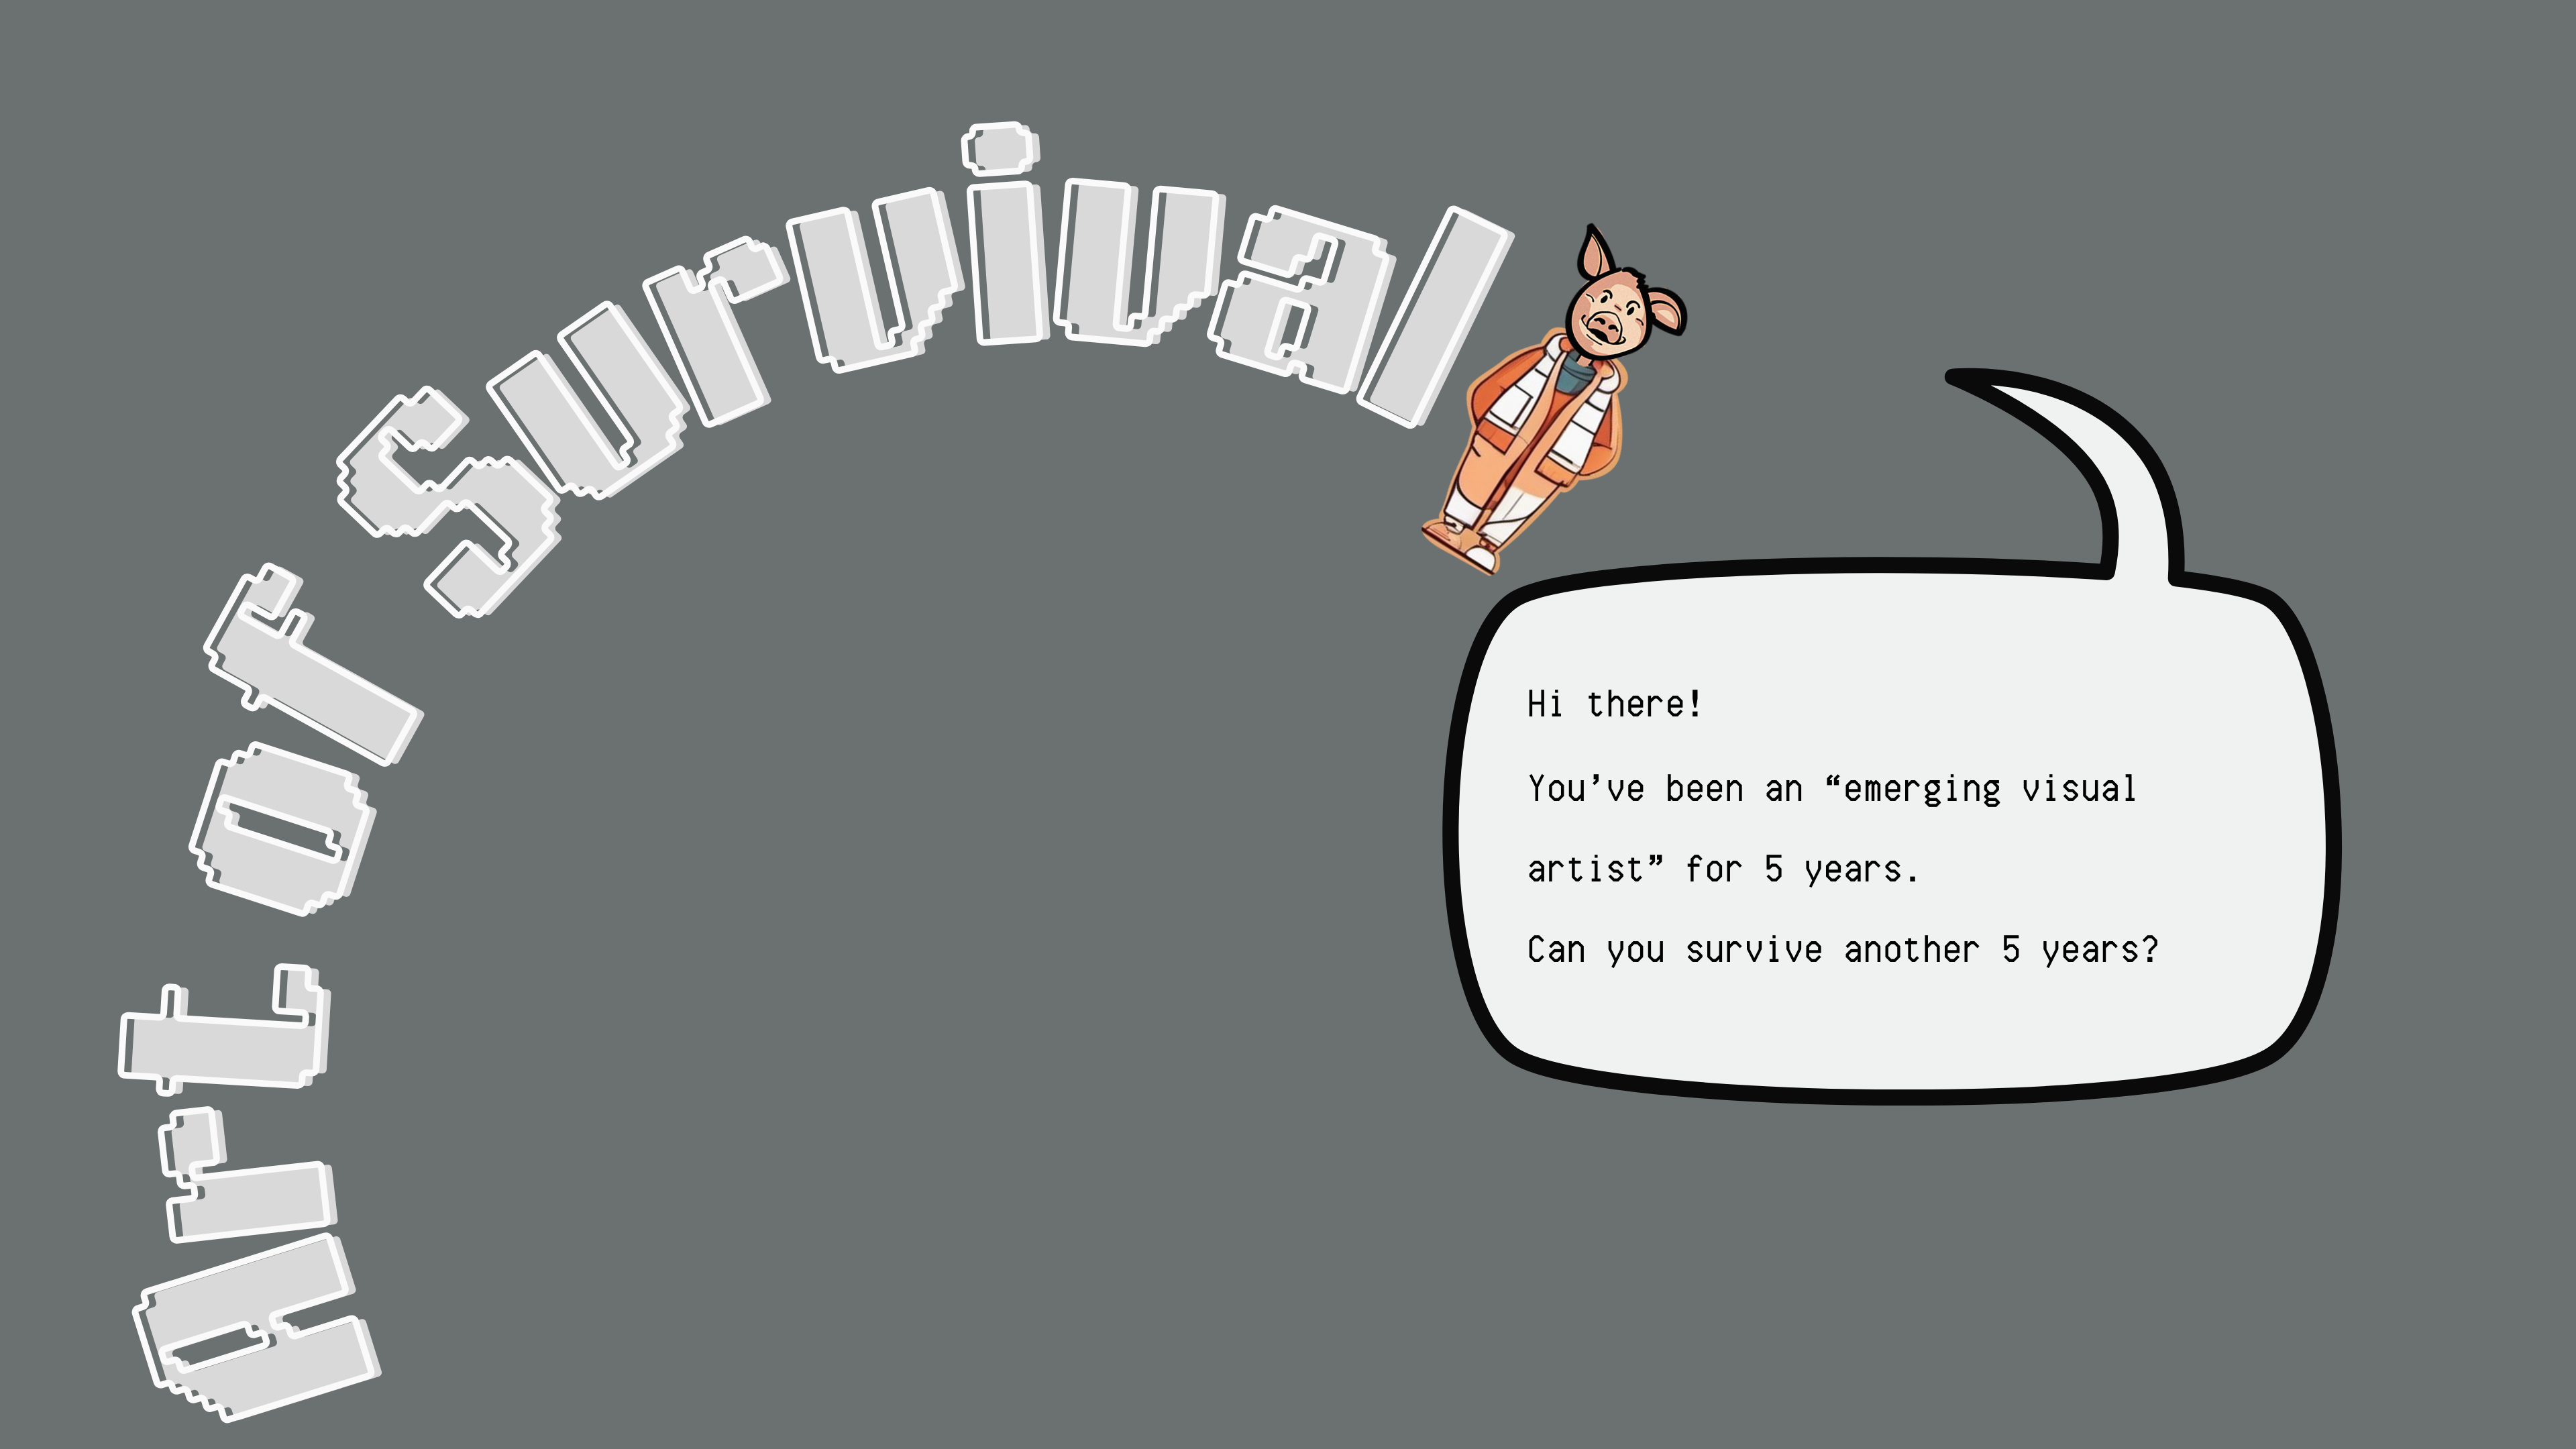 Art of Survival
Hi there!
You’ve been an “emerging visual
artist” for 5 years.
Can you survive another 5 years?